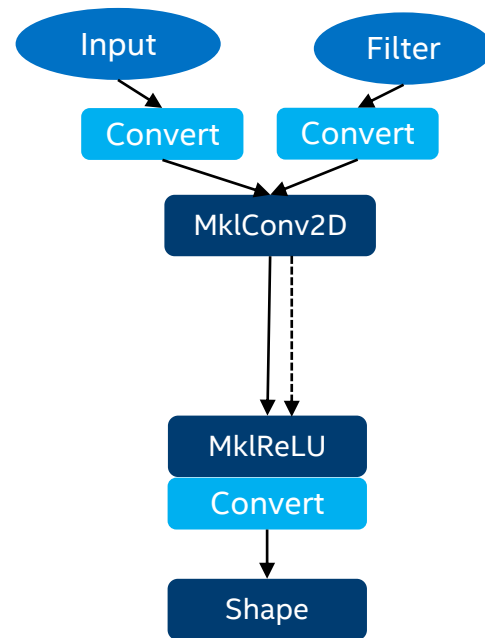 Input
Filter
Convert
Convert
MklConv2D
MklReLU
Convert
Shape